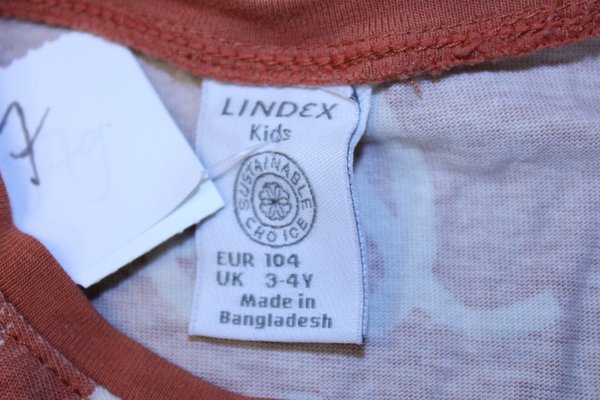 LINDEX
Kids
SUSTAINABLE
CHOICE
EUR 104
UK 3-4Y
Made in
Bangladesh